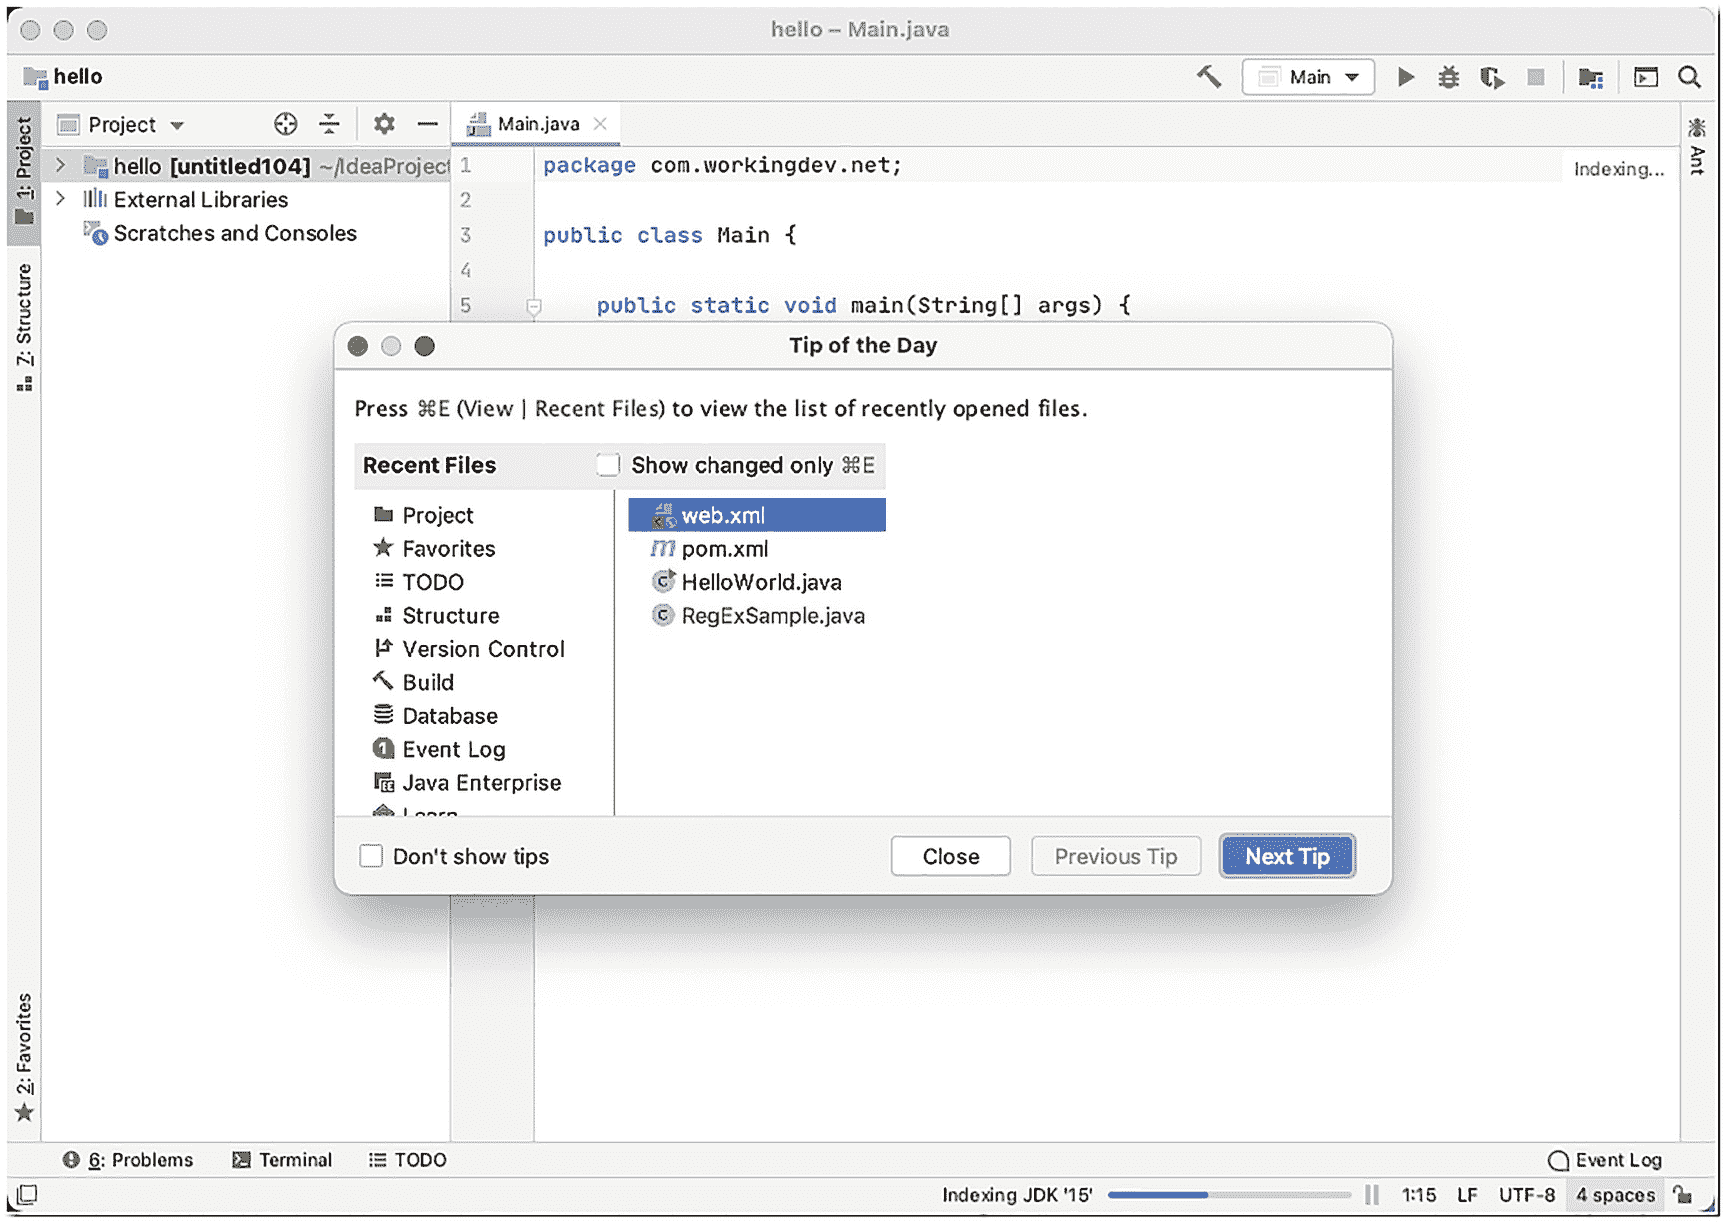 hello – Main.java
hello
Main
1: Project
Project
Main.java
Ant
hello [untitled104] ~/IdeaProject
External Libraries
Scratches and Consoles
Z: Structure
2: Favorites
1 package com.workingdev.net;
Indexing...
2
3 public class Main {
4
5 public static void main(String[] args) {
Tip of the Day
Press ⌘E (View | Recent Files) to view the list of recently opened files.
Recent Files
Show changed only ⌘E
Project
Favorites
TODO
Structure
Version Control
Build
Database
Event Log
Java Enterprise
Learn
web.xml
pom.xml
HelloWorld.java
RegExSample.java
Don't show tips
Close
Previous Tip
Next Tip
6: Problems
Terminal
TODO
Event Log
Indexing JDK '15'
1:15 LF UTF-8 4 spaces